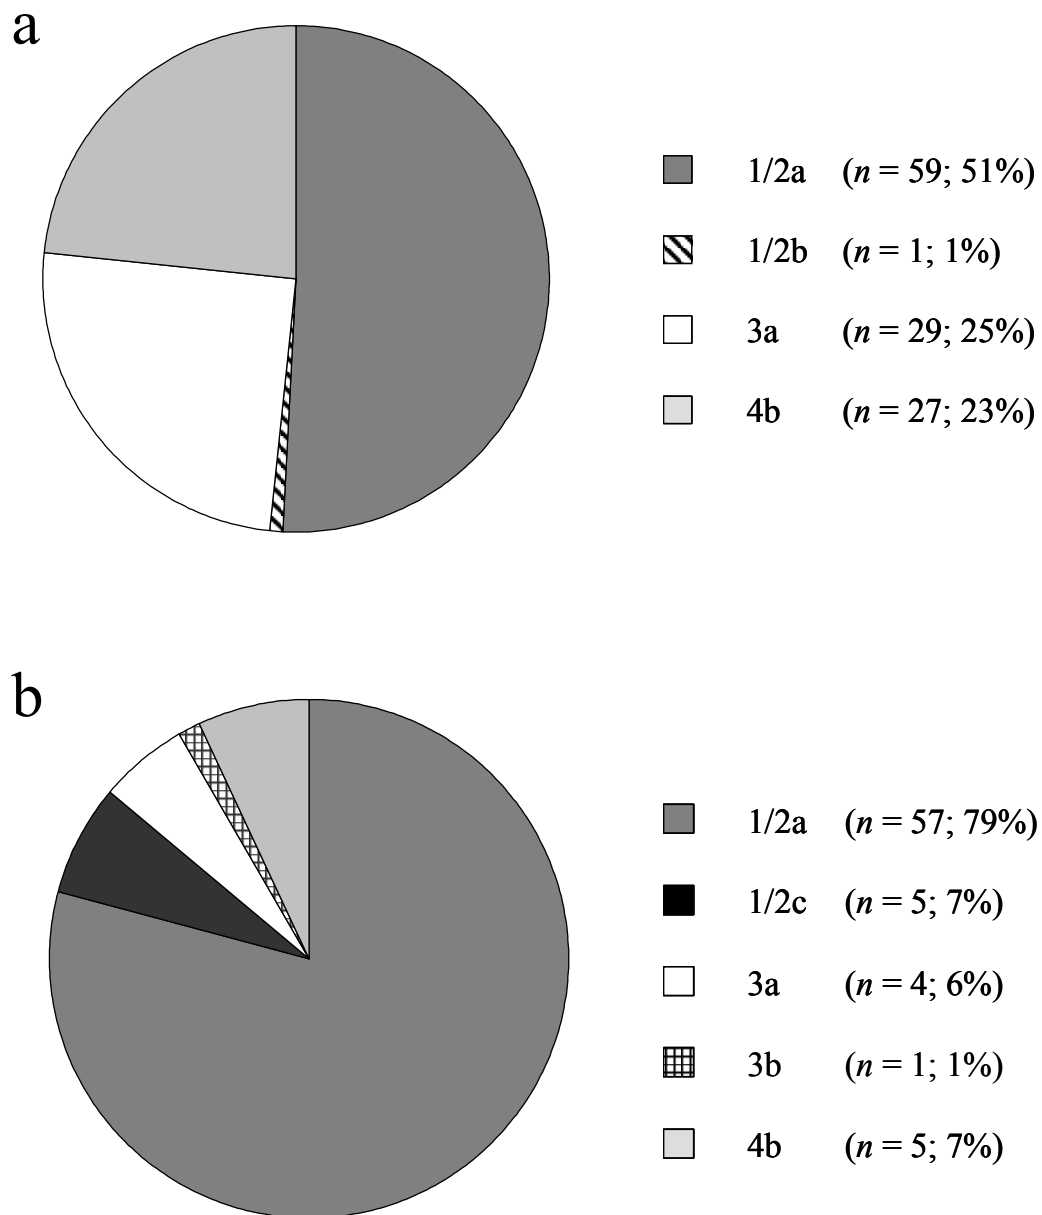 a
1/2a (n = 59; 51%)
1/2b (n = 1; 1%)
3a (n = 29; 25%)
4b (n = 27; 23%)
b
1/2a (n = 57; 79%)
1/2c (n = 5; 7%)
3a (n = 4; 6%)
3b (n = 1; 1%)
4b (n = 5; 7%)